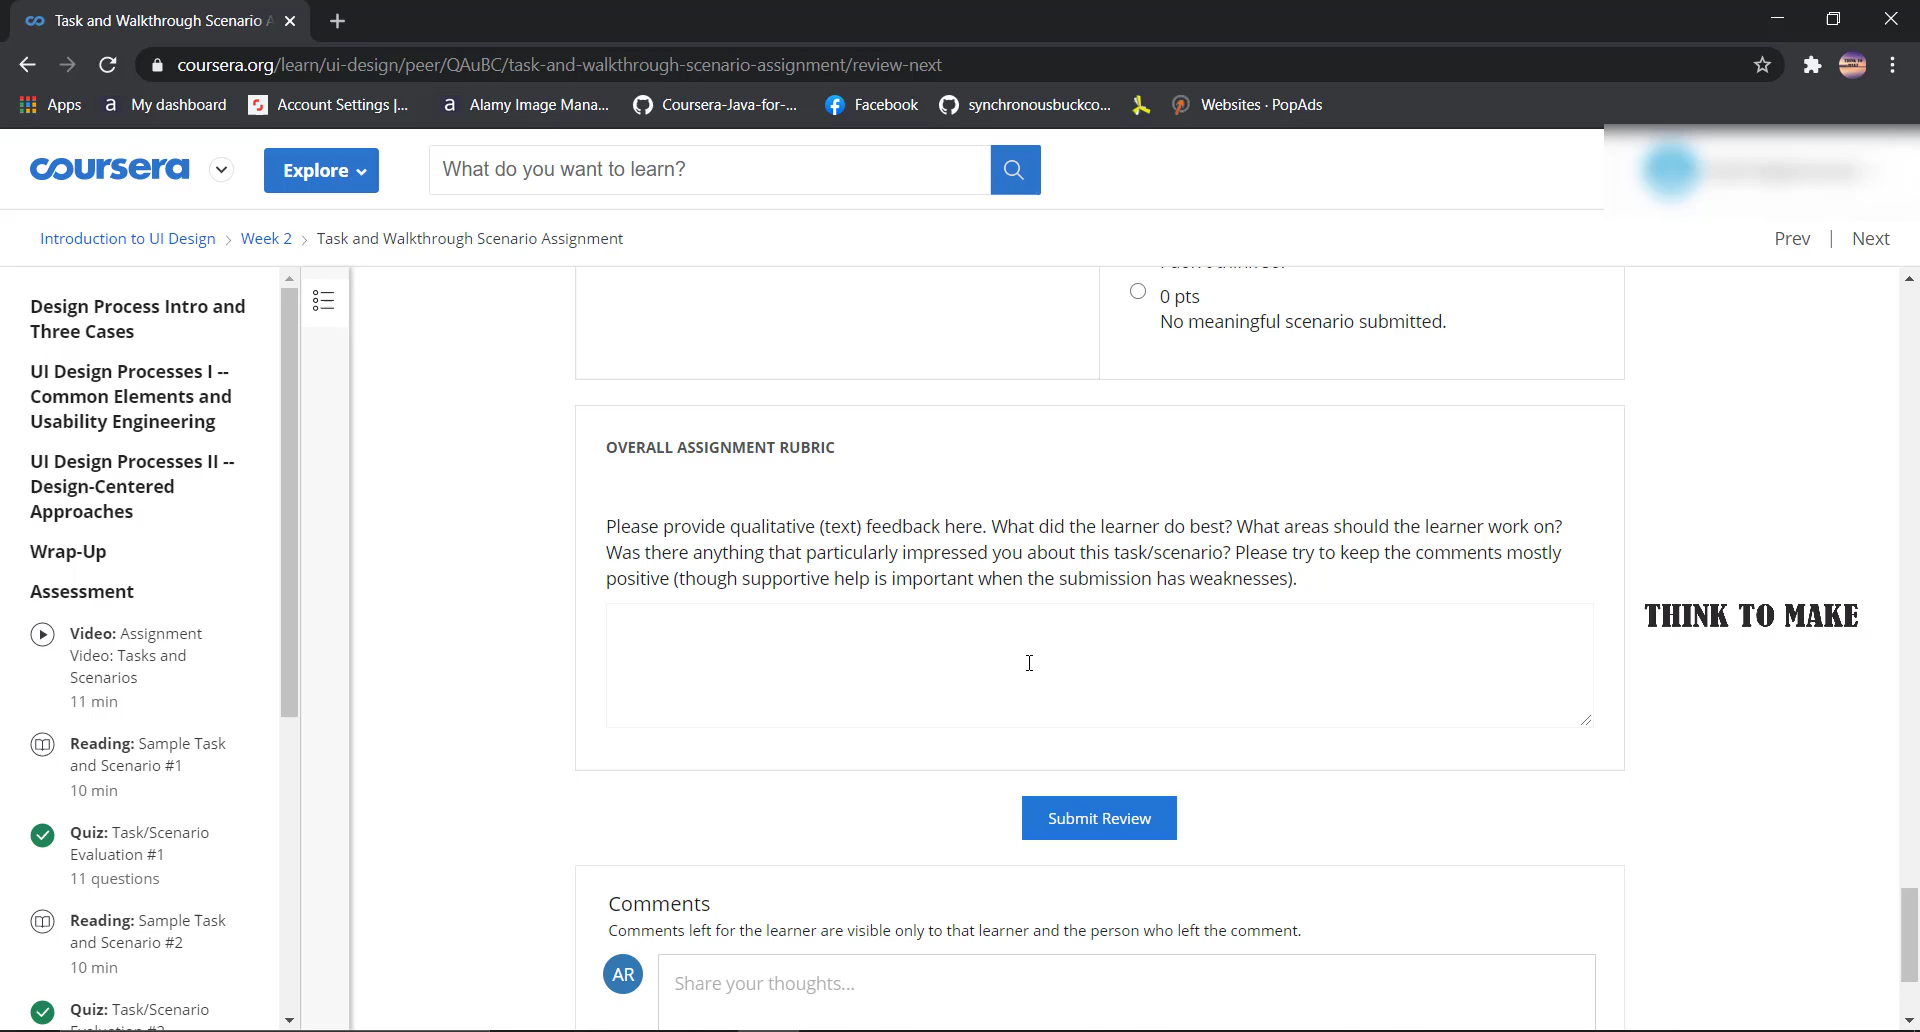 Task and Walkthrough Scenario A
coursera.org/learn/ui-design/peer/QAuBC/task-and-walkthrough-scenario-assignment/review-next
Apps
My dashboard
Account Settings |...
Alamy Image Mana...
Coursera-Java-for-...
Facebook
synchronousbuckco...
Websites · PopAds
coursera
Explore
What do you want to learn?
Introduction to UI Design > Week 2 > Task and Walkthrough Scenario Assignment
Prev | Next
Design Process Intro and
Three Cases
UI Design Processes I --
Common Elements and
Usability Engineering
UI Design Processes II --
Design-Centered
Approaches
Wrap-Up
Assessment
Video: Assignment
Video: Tasks and
Scenarios
11 min
Reading: Sample Task
and Scenario #1
10 min
Quiz: Task/Scenario
Evaluation #1
11 questions
Reading: Sample Task
and Scenario #2
10 min
Quiz: Task/Scenario
0 pts
No meaningful scenario submitted.
OVERALL ASSIGNMENT RUBRIC
Please provide qualitative (text) feedback here. What did the learner do best? What areas should the learner work on?
Was there anything that particularly impressed you about this task/scenario? Please try to keep the comments mostly
positive (though supportive help is important when the submission has weaknesses).
THINK TO MAKE
Submit Review
Comments
Comments left for the learner are visible only to that learner and the person who left the comment.
AR
Share your thoughts...